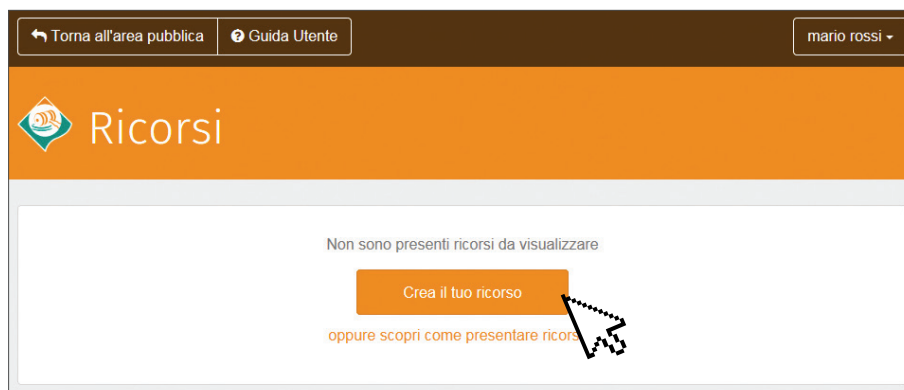 Torna all'area pubblica Guida Utente mario rossi
Ricorsi
Non sono presenti ricorsi da visualizzare
Crea il tuo ricorso
oppure scopri come presentare